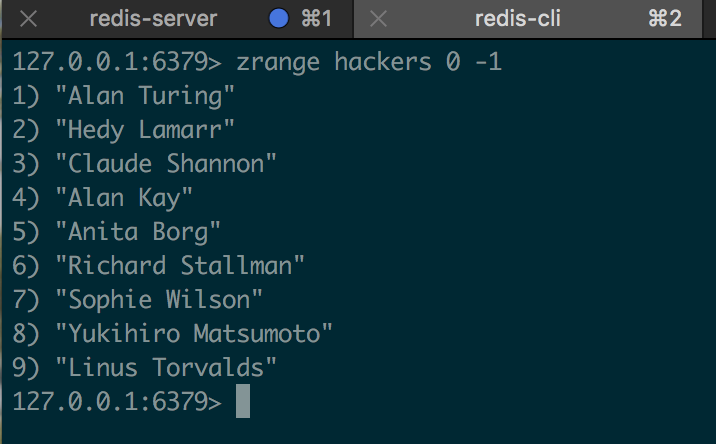 redis-server ⌘1 redis-cli ⌘2
127.0.0.1:6379> zrange hackers 0 -1
1) "Alan Turing"
2) "Hedy Lamarr"
3) "Claude Shannon"
4) "Alan Kay"
5) "Anita Borg"
6) "Richard Stallman"
7) "Sophie Wilson"
8) "Yukihiro Matsumoto"
9) "Linus Torvalds"
127.0.0.1:6379>